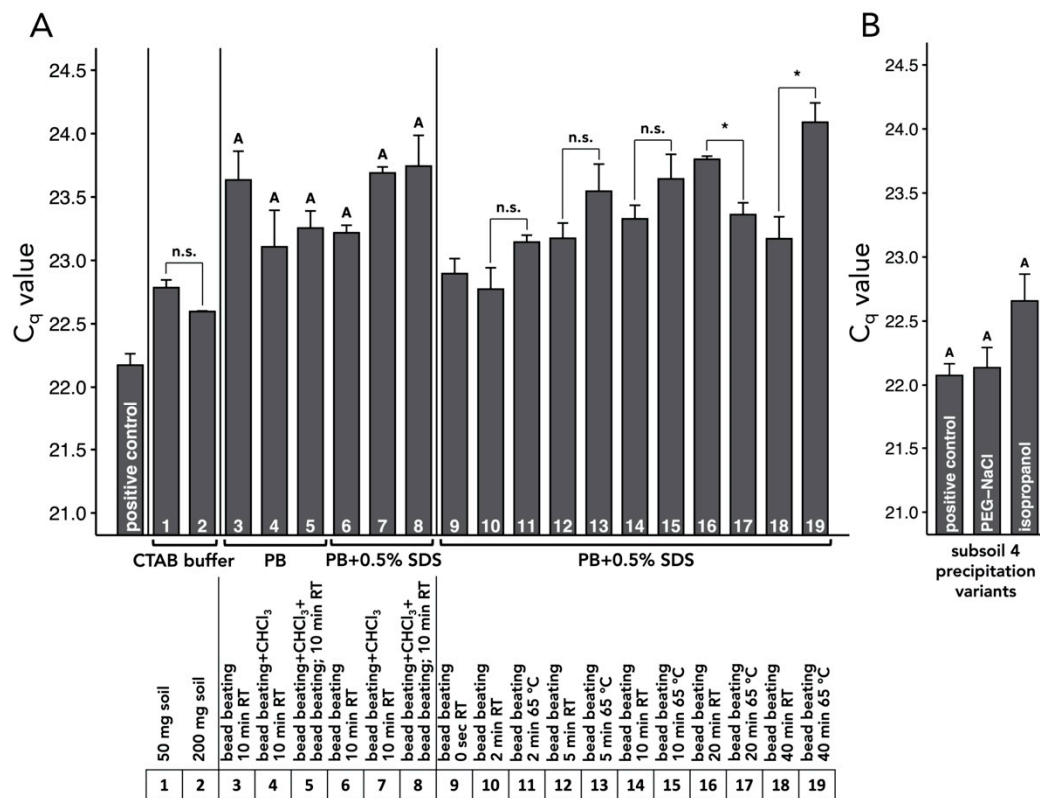 A
Cq value
24.5
24.0
23.5
23.0
22.5
22.0
21.5
21.0
n.s.
A
A
A
A
A
A
n.s.
n.s.
n.s.
*
*
positive control
1
2
3
4
5
6
7
8
9
10
11
12
13
14
15
16
17
18
19
CTAB buffer
PB
PB+0.5% SDS
PB+0.5% SDS
50 mg soil
200 mg soil
bead beating
10 min RT
bead beating+CHCl₃
10 min RT
bead beating+CHCl₃+
bead beating; 10 min RT
bead beating
10 min RT
bead beating+CHCl₃
10 min RT
bead beating+CHCl₃+
bead beating; 10 min RT
bead beating
0 sec RT
bead beating
2 min RT
bead beating
2 min 65 °C
bead beating
5 min RT
bead beating
5 min 65 °C
bead beating
10 min RT
bead beating
10 min 65 °C
bead beating
20 min RT
bead beating
20 min 65 °C
bead beating
40 min RT
bead beating
40 min 65 °C
1
2
3
4
5
6
7
8
9
10
11
12
13
14
15
16
17
18
19
B
Cq value
24.5
24.0
23.5
23.0
22.5
22.0
21.5
21.0
A
A
A
positive control
PEG–NaCl
isopropanol
subsoil 4
precipitation
variants